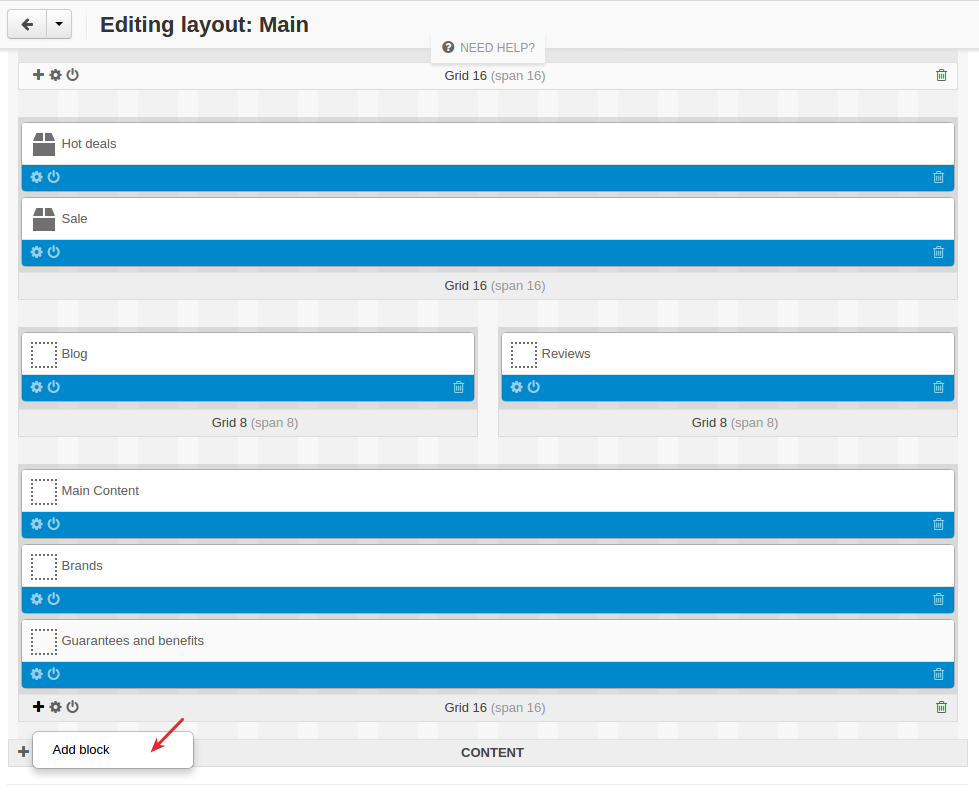 Editing layout: Main
NEED HELP?
Grid 16 (span 16)
Hot deals
Sale
Grid 16 (span 16)
Blog
Reviews
Grid 8 (span 8)
Grid 8 (span 8)
Main Content
Brands
Guarantees and benefits
Grid 16 (span 16)
Add block
CONTENT